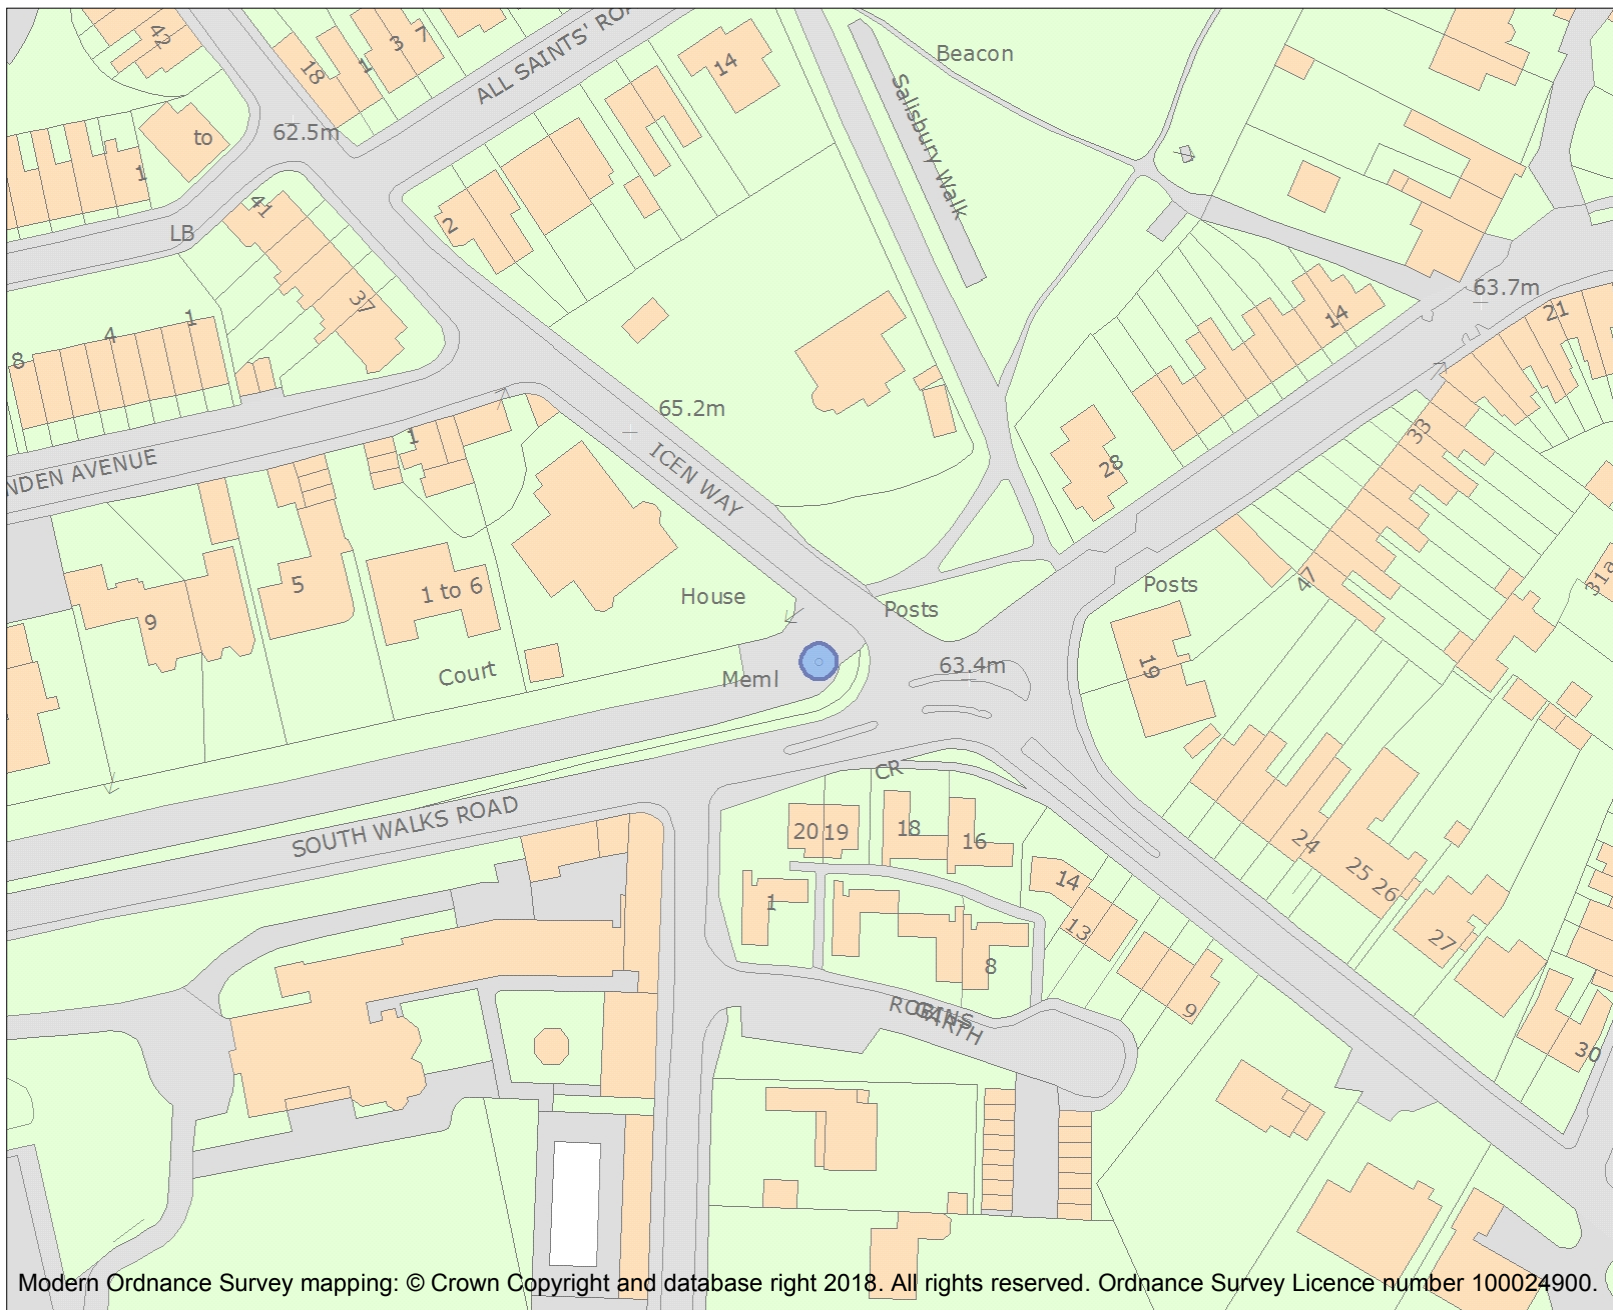 42
18
1
3
7
ALL SAINTS' ROA
14
Beacon
Salisbury Walk
to
62.5m
1
41
2
LB
37
14
63.7m
21
8
4
1
65.2m
ICEN WAY
1
28
33
NDEN AVENUE
5
1 to 6
9
House
Posts
Posts
47
31a
Court
Meml
63.4m
19
SOUTH WALKS ROAD
CR
20
19
18
16
24
25
26
14
13
27
1
8
9
30
ROBINS
GARTH
Modern Ordnance Survey mapping: © Crown Copyright and database right 2018. All rights reserved. Ordnance Survey Licence number 100024900.